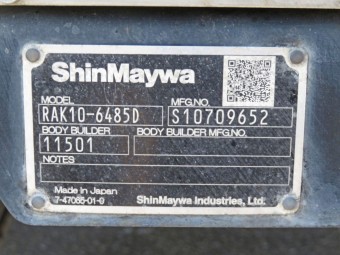 ShinMaywa
MODEL MFG.NO.
RAK10-6485D S10709652
BODY BUILDER BODY BUILDER MFG.NO.
11501
NOTES
Made in Japan
7-47065-01-0 ShinMaywa Industries, Ltd.